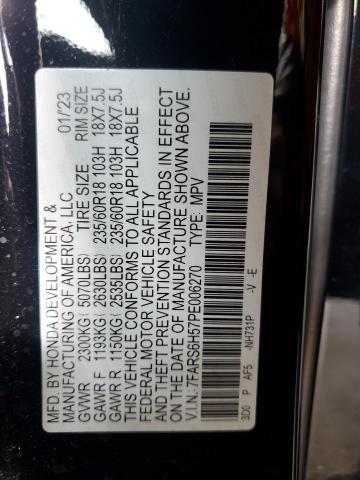 MFD. BY HONDA DEVELOPMENT & 01/23
MANUFACTURING OF AMERICA, LLC
GVWR 2300KG 5070LBS) TIRE SIZE RIM SIZE
GAWR F 1193KG 2630LBS) 235/60R18 103H 18X7.5J
GAWR R 1150KG 2535LBS) 235/60R18 103H 18X7.5J
THIS VEHICLE CONFORMS TO ALL APPLICABLE
FEDERAL MOTOR VEHICLE SAFETY
AND THEFT PREVENTION STANDARDS IN EFFECT
ON THE DATE OF MANUFACTURE SHOWN ABOVE.
V.I.N.: 7FARS6H57PE006270 TYPE: MPV
3D0 P AF5 -NH731P -V -E